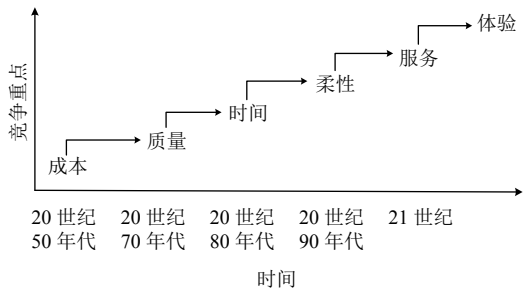 体验
服务
柔性
时间
质量
成本
竞争重点
20 世纪 20 世纪 20 世纪 20 世纪 21 世纪
50 年代 70 年代 80 年代 90 年代
时间